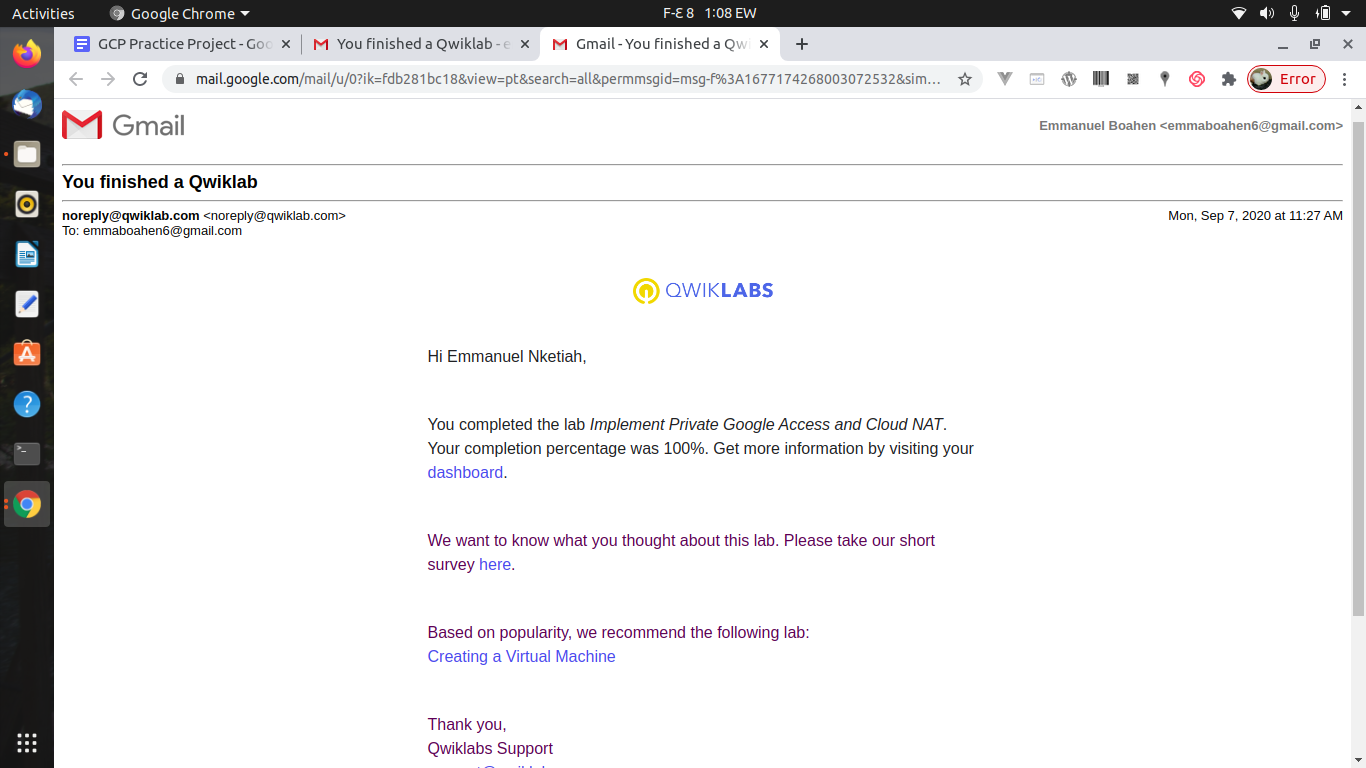 Activities
Google Chrome
F-Ɛ 8 1:08 EW
GCP Practice Project - Goo
You finished a Qwiklab - e
Gmail - You finished a Qwi
mail.google.com/mail/u/0?ik=fdb281bc18&view=pt&search=all&permmsgid=msg-f%3A1677174268003072532&sim…
Error
Gmail
Emmanuel Boahen <emmaboahen6@gmail.com>
You finished a Qwiklab
noreply@qwiklab.com <noreply@qwiklab.com>
Mon, Sep 7, 2020 at 11:27 AM
To: emmaboahen6@gmail.com
QWIKLABS
Hi Emmanuel Nketiah,
You completed the lab Implement Private Google Access and Cloud NAT.
Your completion percentage was 100%. Get more information by visiting your
dashboard.
We want to know what you thought about this lab. Please take our short
survey here.
Based on popularity, we recommend the following lab:
Creating a Virtual Machine
Thank you,
Qwiklabs Support